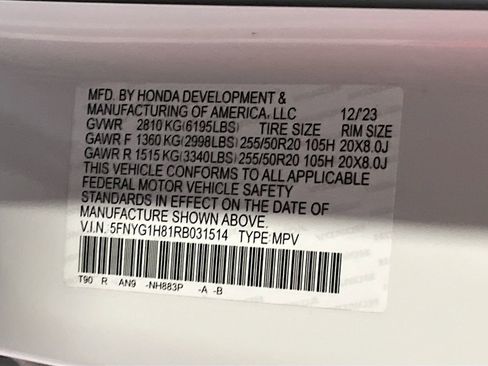 MFD. BY HONDA DEVELOPMENT &
MANUFACTURING OF AMERICA, LLC 12/'23
GVWR 2810 KG(6195LBS) TIRE SIZE RIM SIZE
GAWR F 1360 KG(2998LBS) 255/50R20 105H 20X8.0J
GAWR R 1515 KG(3340LBS) 255/50R20 105H 20X8.0J
THIS VEHICLE CONFORMS TO ALL APPLICABLE
FEDERAL MOTOR VEHICLE SAFETY
STANDARDS IN EFFECT ON THE DATE OF
MANUFACTURE SHOWN ABOVE.
V.I.N. 5FNYG1H81RB031514 TYPE: MPV
T90 R AN9 -NH883P -A -B